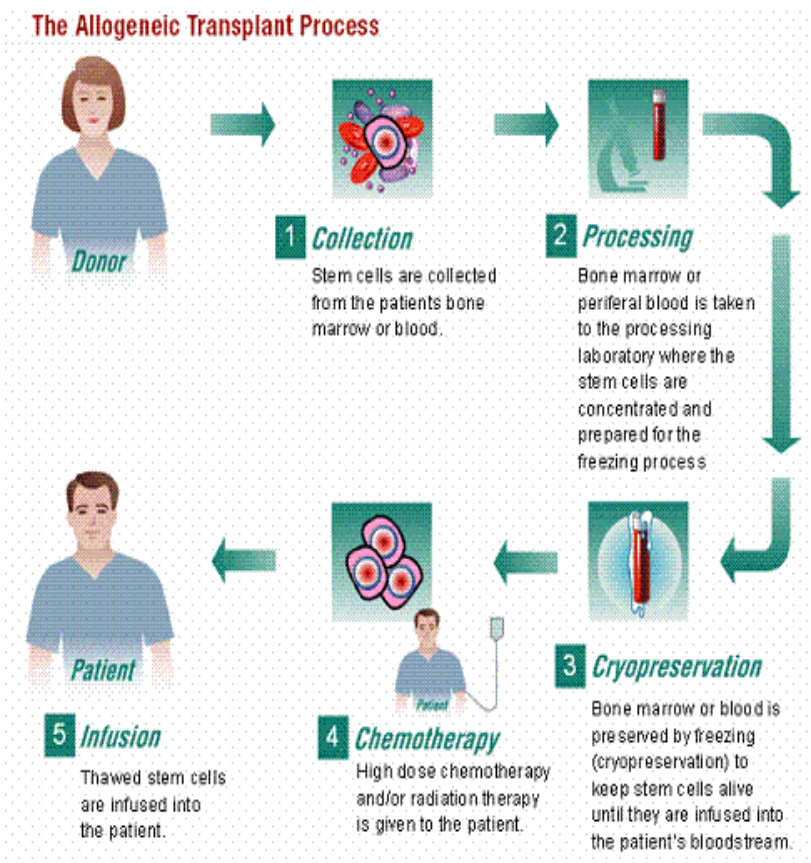 The Allogeneic Transplant Process
Donor
1 Collection
Stem cells are collected
from the patients bone
marrow or blood.
2 Processing
Bone marrow or
periferal blood is taken
to the processing
laboratory where the
stem cells are
concentrated and
prepared for the
freezing process
3 Cryopreservation
Bone marrow or blood is
preserved by freezing
(cryopreservation) to
keep stem cells alive
until they are infused into
the patient's bloodstream.
Patient
4 Chemotherapy
High dose chemotherapy
and/or radiation therapy
is given to the patient.
Patient
5 Infusion
Thawed stem cells
are infused into
the patient.